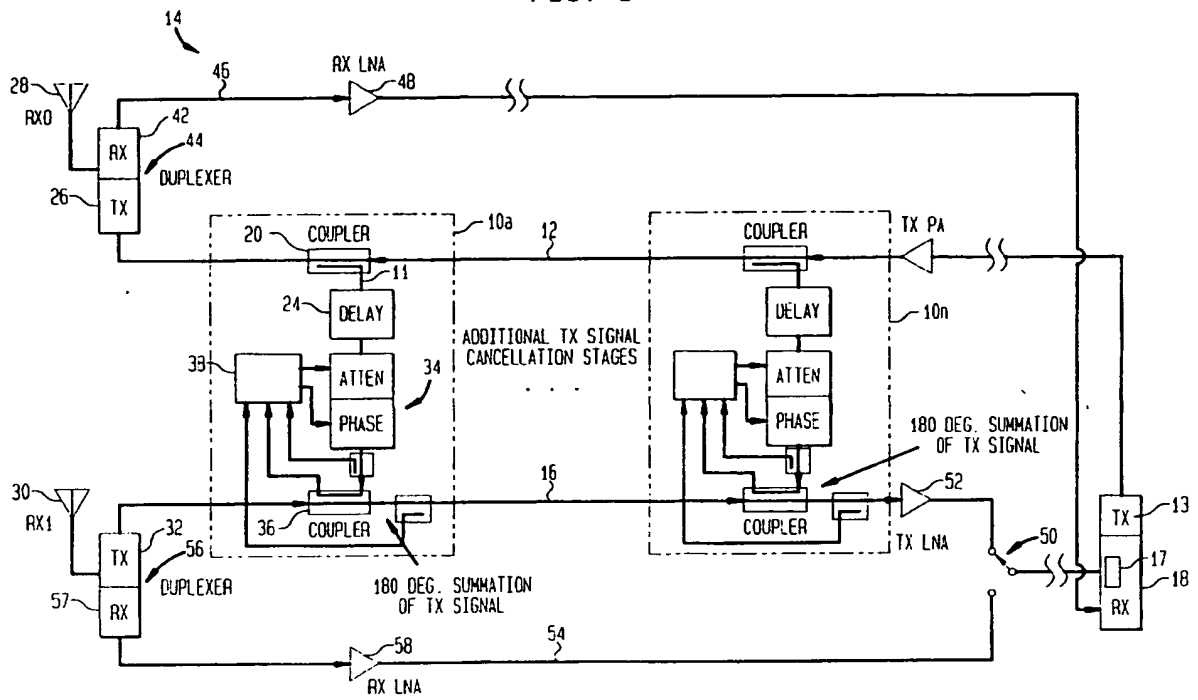 14
28
RX0
46
RX LNA
48
42
RX
44
DUPLEXER
26
TX
20
COUPLER
10a
12
COUPLER
TX PA
11
24
DELAY
DELAY
10n
ADDITIONAL TX SIGNAL
CANCELLATION STAGES
. . .
ATTEN
34
PHASE
ATTEN
PHASE
180 DEG. SUMMATION
OF TX SIGNAL
30
RX1
32
TX
56
DUPLEXER
57
RX
36
COUPLER
16
COUPLER
52
TX LNA
180 DEG. SUMMATION
OF TX SIGNAL
50
TX
13
17
18
RX
58
RX LNA
54